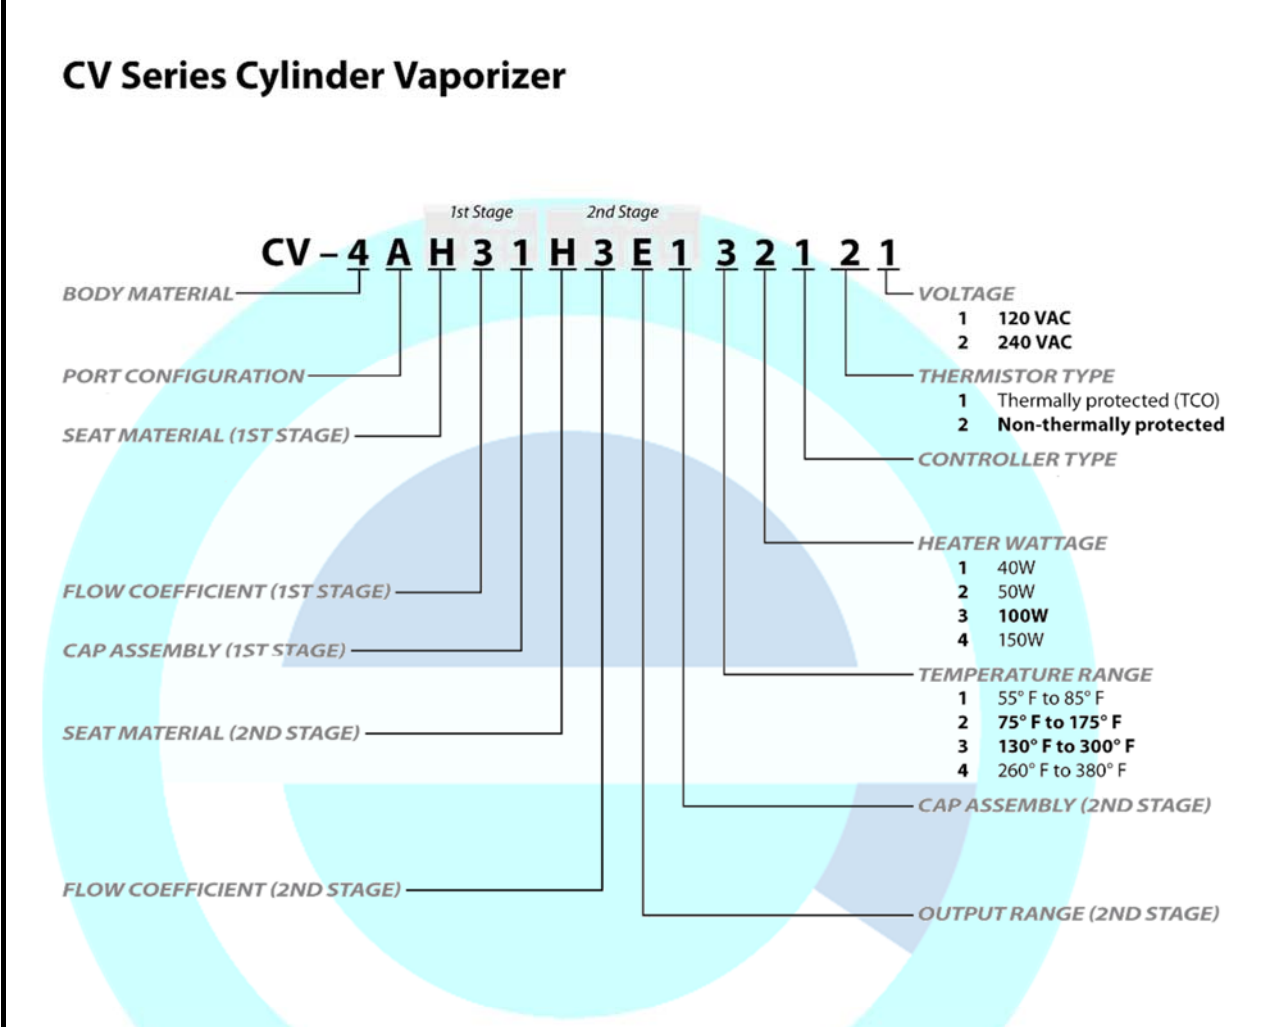 CV Series Cylinder Vaporizer
1st Stage 2nd Stage
CV - 4 A H 3 1 H 3 E 1 3 2 1 2 1
BODY MATERIAL
VOLTAGE
1 120 VAC
2 240 VAC
PORT CONFIGURATION
THERMISTOR TYPE
1 Thermally protected (TCO)
2 Non-thermally protected
SEAT MATERIAL (1ST STAGE)
CONTROLLER TYPE
HEATER WATTAGE
1 40W
2 50W
3 100W
4 150W
FLOW COEFFICIENT (1ST STAGE)
CAP ASSEMBLY (1ST STAGE)
TEMPERATURE RANGE
1 55° F to 85° F
2 75° F to 175° F
3 130° F to 300° F
4 260° F to 380° F
SEAT MATERIAL (2ND STAGE)
CAP ASSEMBLY (2ND STAGE)
FLOW COEFFICIENT (2ND STAGE)
OUTPUT RANGE (2ND STAGE)